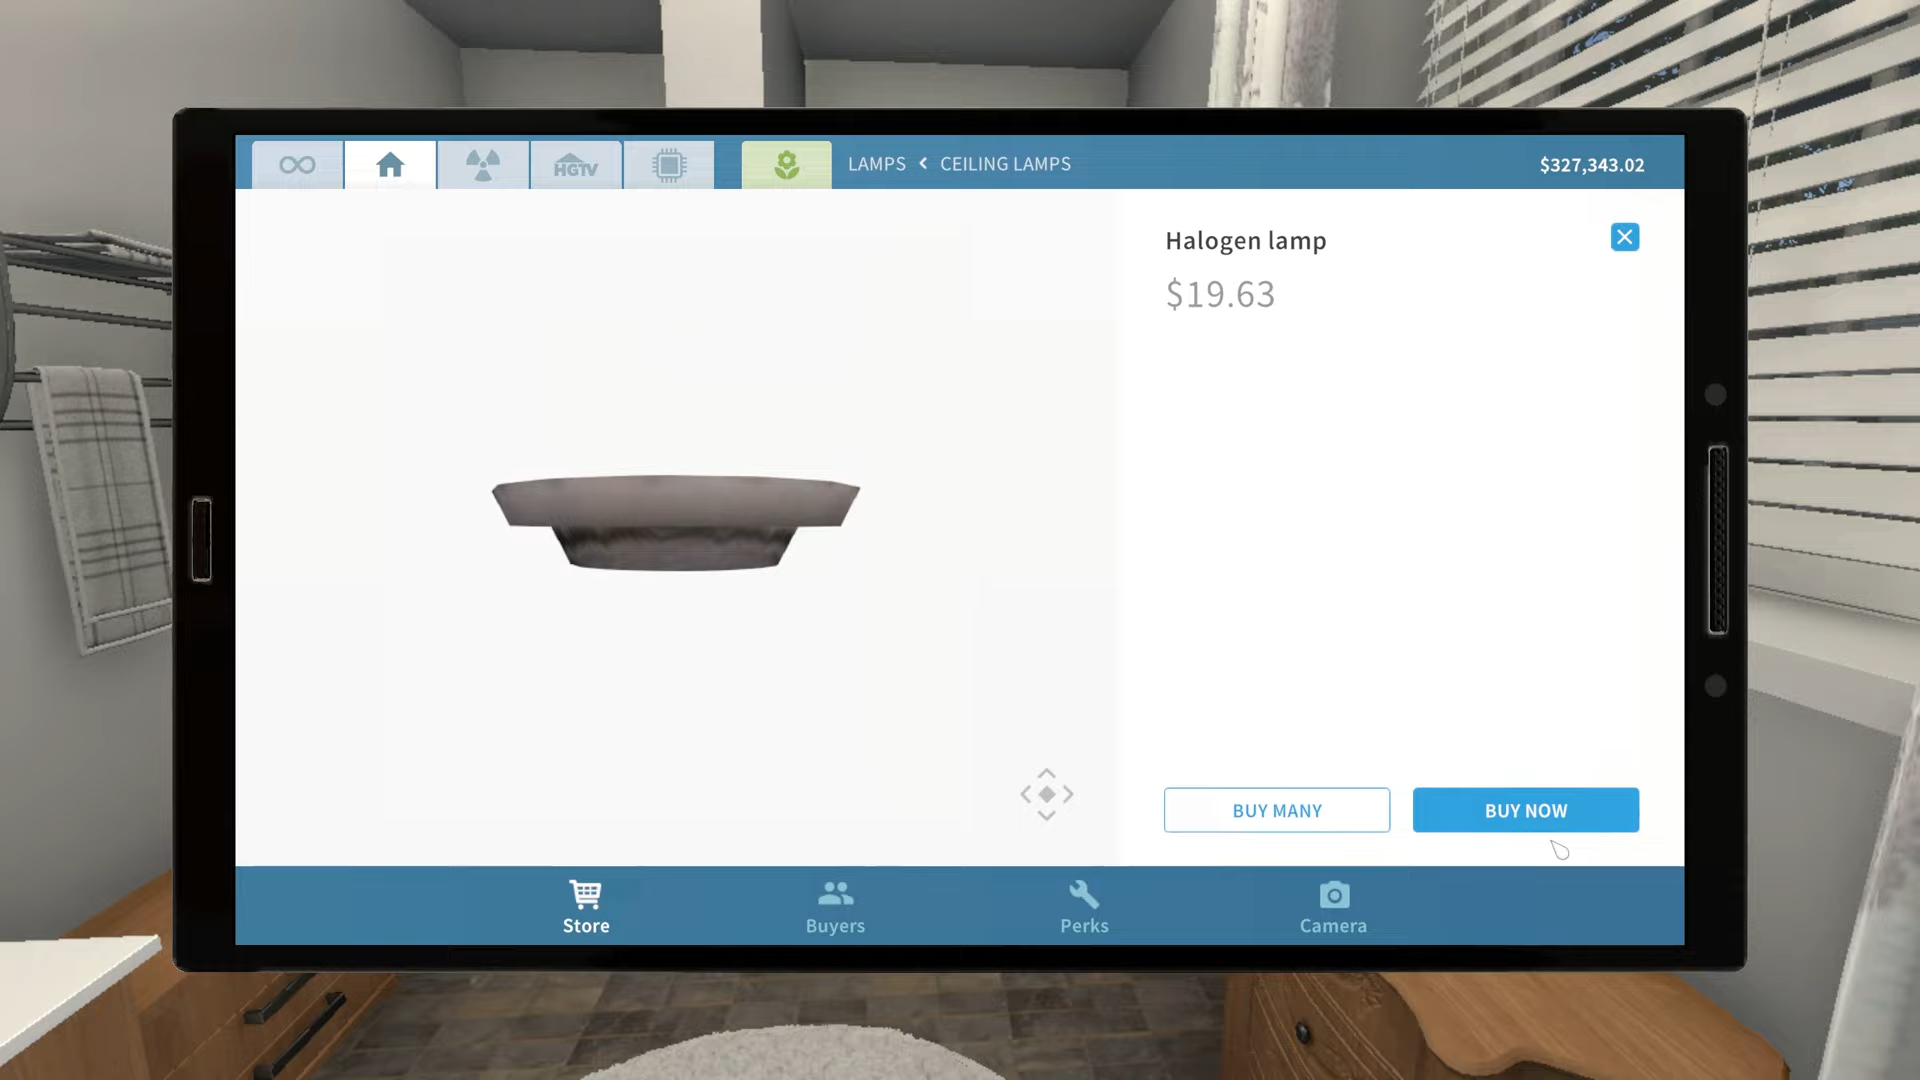 HGTV
LAMPS < CEILING LAMPS
$327,343.02
Halogen lamp
$19.63
BUY MANY
BUY NOW
Store
Buyers
Perks
Camera